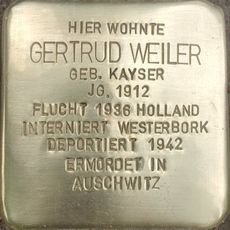 HIER WOHNTE
GERTRUD WEILER
GEB. KAYSER
JG. 1912
FLUCHT 1936 HOLLAND
INTERNIERT WESTERBORK
DEPORTIERT 1942
ERMORDET IN
AUSCHWITZ